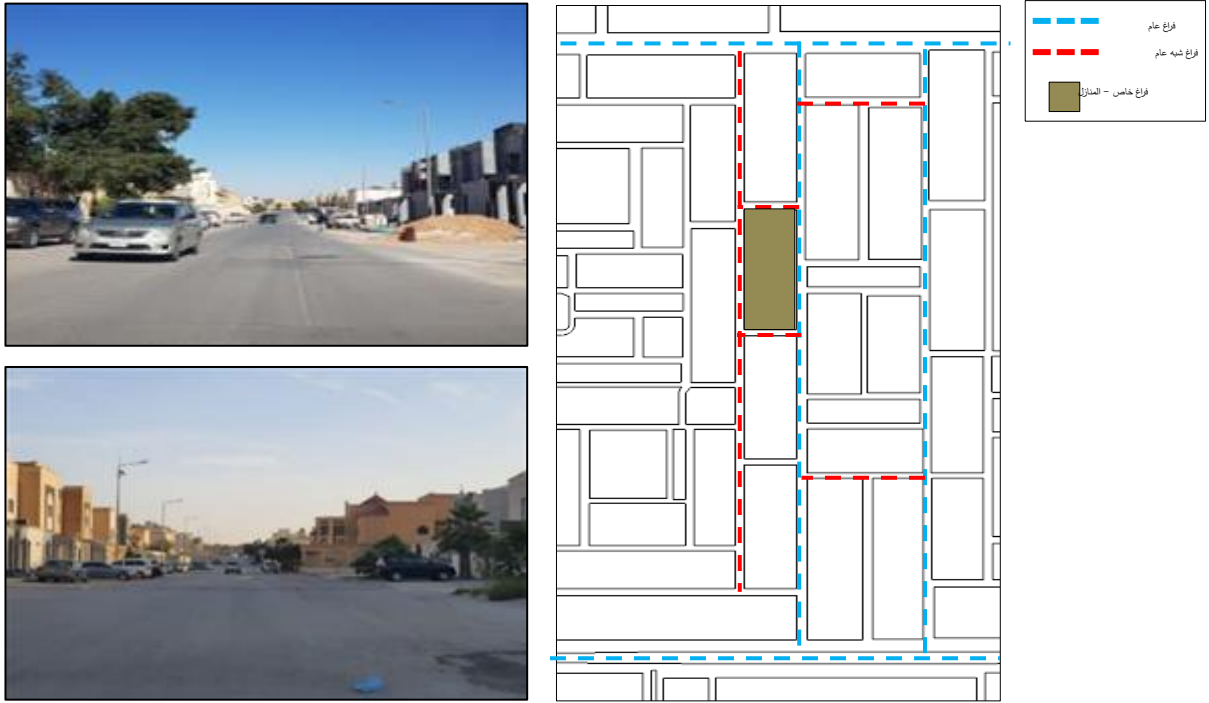 فراغ عام
فراغ شبه عام
فراغ خاص – المنازل